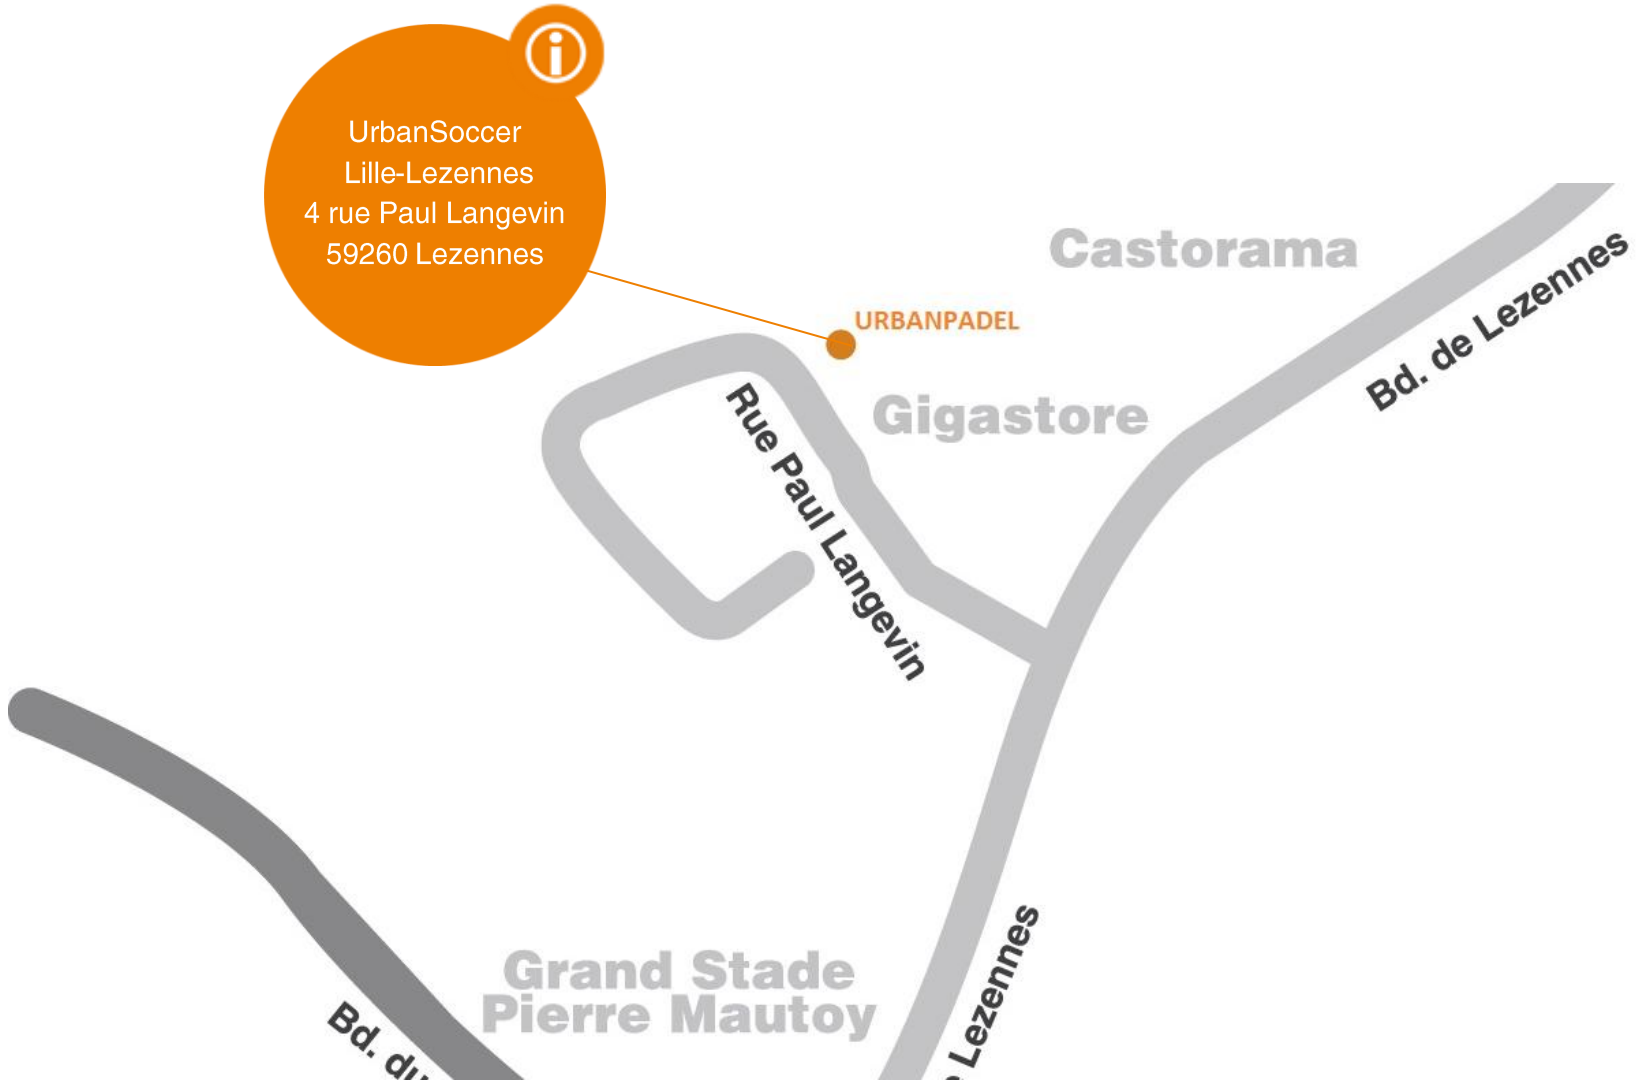 UrbanSoccer
Lille-Lezennes
4 rue Paul Langevin
59260 Lezennes
Castorama
URBANPADEL
Bd. de Lezennes
Gigastore
Rue Paul Langevin
Grand Stade
Pierre Mautoy
Lezennes
Bd. du